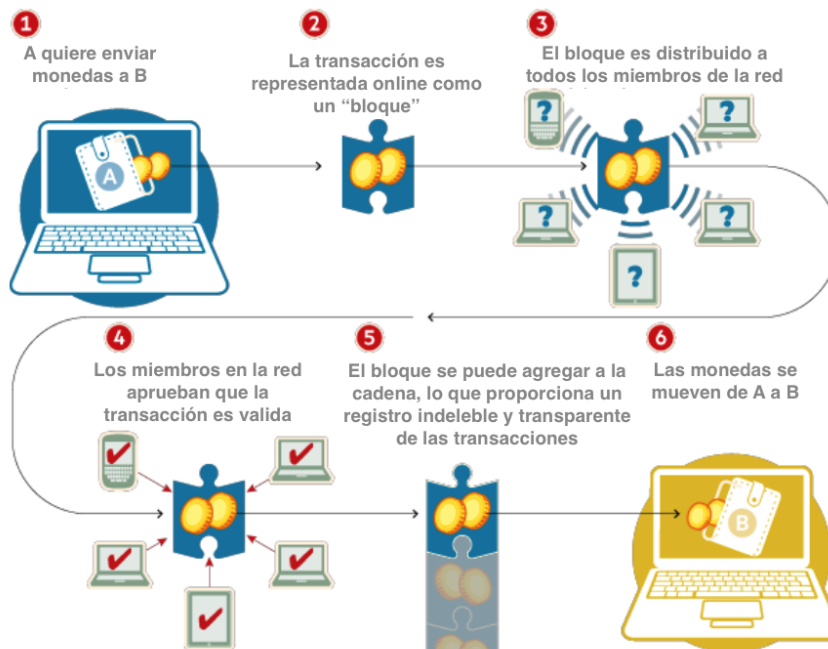 1
A quiere enviar
monedas a B
2
La transacción es
representada online como
un “bloque”
3
El bloque es distribuido a
todos los miembros de la red
A
?
?
?
?
?
4
Los miembros en la red
aprueban que la
transacción es valida
5
El bloque se puede agregar a la
cadena, lo que proporciona un
registro indeleble y transparente
de las transacciones
6
Las monedas se
mueven de A a B
B